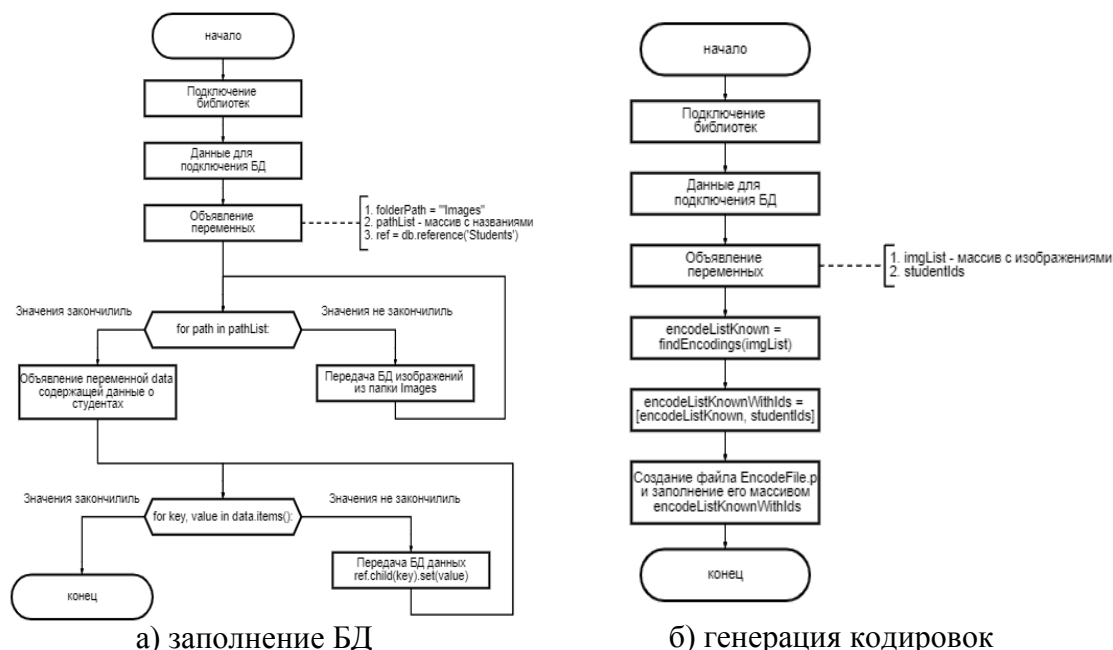 начало
Подключение
библиотек
Данные для
подключения БД
Объявление
переменных
1. folderPath = "'Images"
2. pathList - массив с названиями
3. ref = db.reference('Students')
Значения закончилиль
for path in pathList:
Значения не закончилиль
Объявление переменной data
содержащей данные о
студентах
Передача БД изображений
из папки Images
Значения закончилиль
for key, value in data.items():
Значения не закончилиль
Передача БД данных
ref.child(key).set(value)
конец
а) заполнение БД
начало
Подключение
библиотек
Данные для
подключения БД
Объявление
переменных
1. imgList - массив с изображениями
2. studentIds
encodeListKnown =
findEncodings(imgList)
encodeListKnownWithIds =
[encodeListKnown, studentIds]
Создание файла EncodeFile.p
и заполнение его массивом
encodeListKnownWithIds
конец
б) генерация кодировок